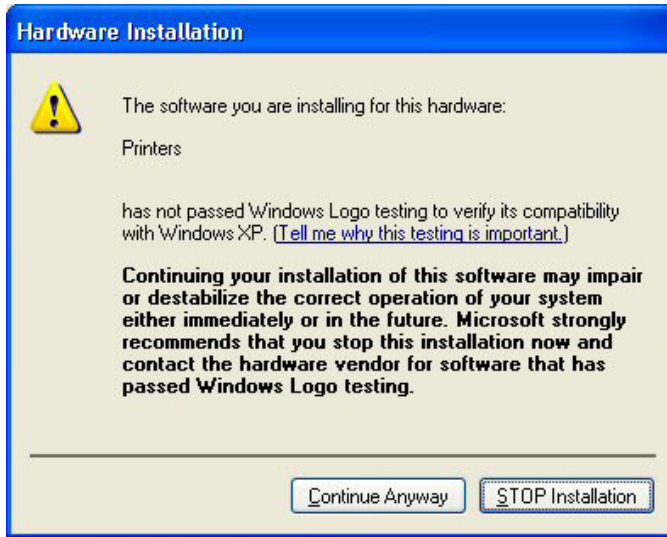 Hardware Installation
The software you are installing for this hardware:
Printers
has not passed Windows Logo testing to verify its compatibility
with Windows XP. (Tell me why this testing is important.)
Continuing your installation of this software may impair
or destabilize the correct operation of your system
either immediately or in the future. Microsoft strongly
recommends that you stop this installation now and
contact the hardware vendor for software that has
passed Windows Logo testing.
Continue Anyway
STOP Installation